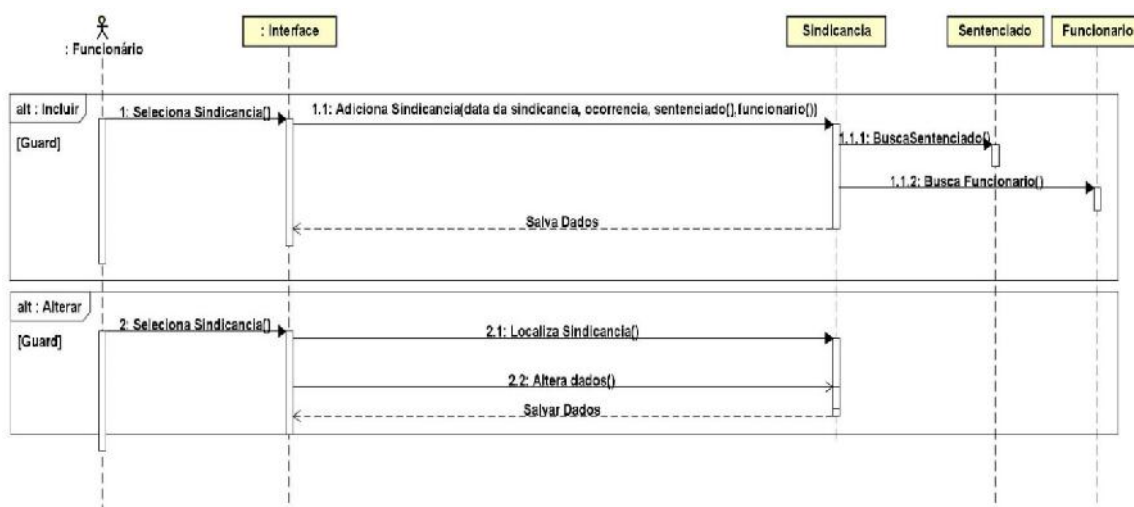 : Funcionário
: Interface
Sindicancia
Sentenciado
Funcionario
alt : Incluir
[Guard]
1: Seleciona Sindicancia()
1.1: Adiciona Sindicancia(data da sindicancia, ocorrencia, sentenciado(),funcionario())
1.1.1: BuscaSentenciado()
1.1.2: Busca Funcionario()
Salva Dados
alt : Alterar
[Guard]
2: Seleciona Sindicancia()
2.1: Localiza Sindicancia()
2.2: Altera dados()
Salvar Dados